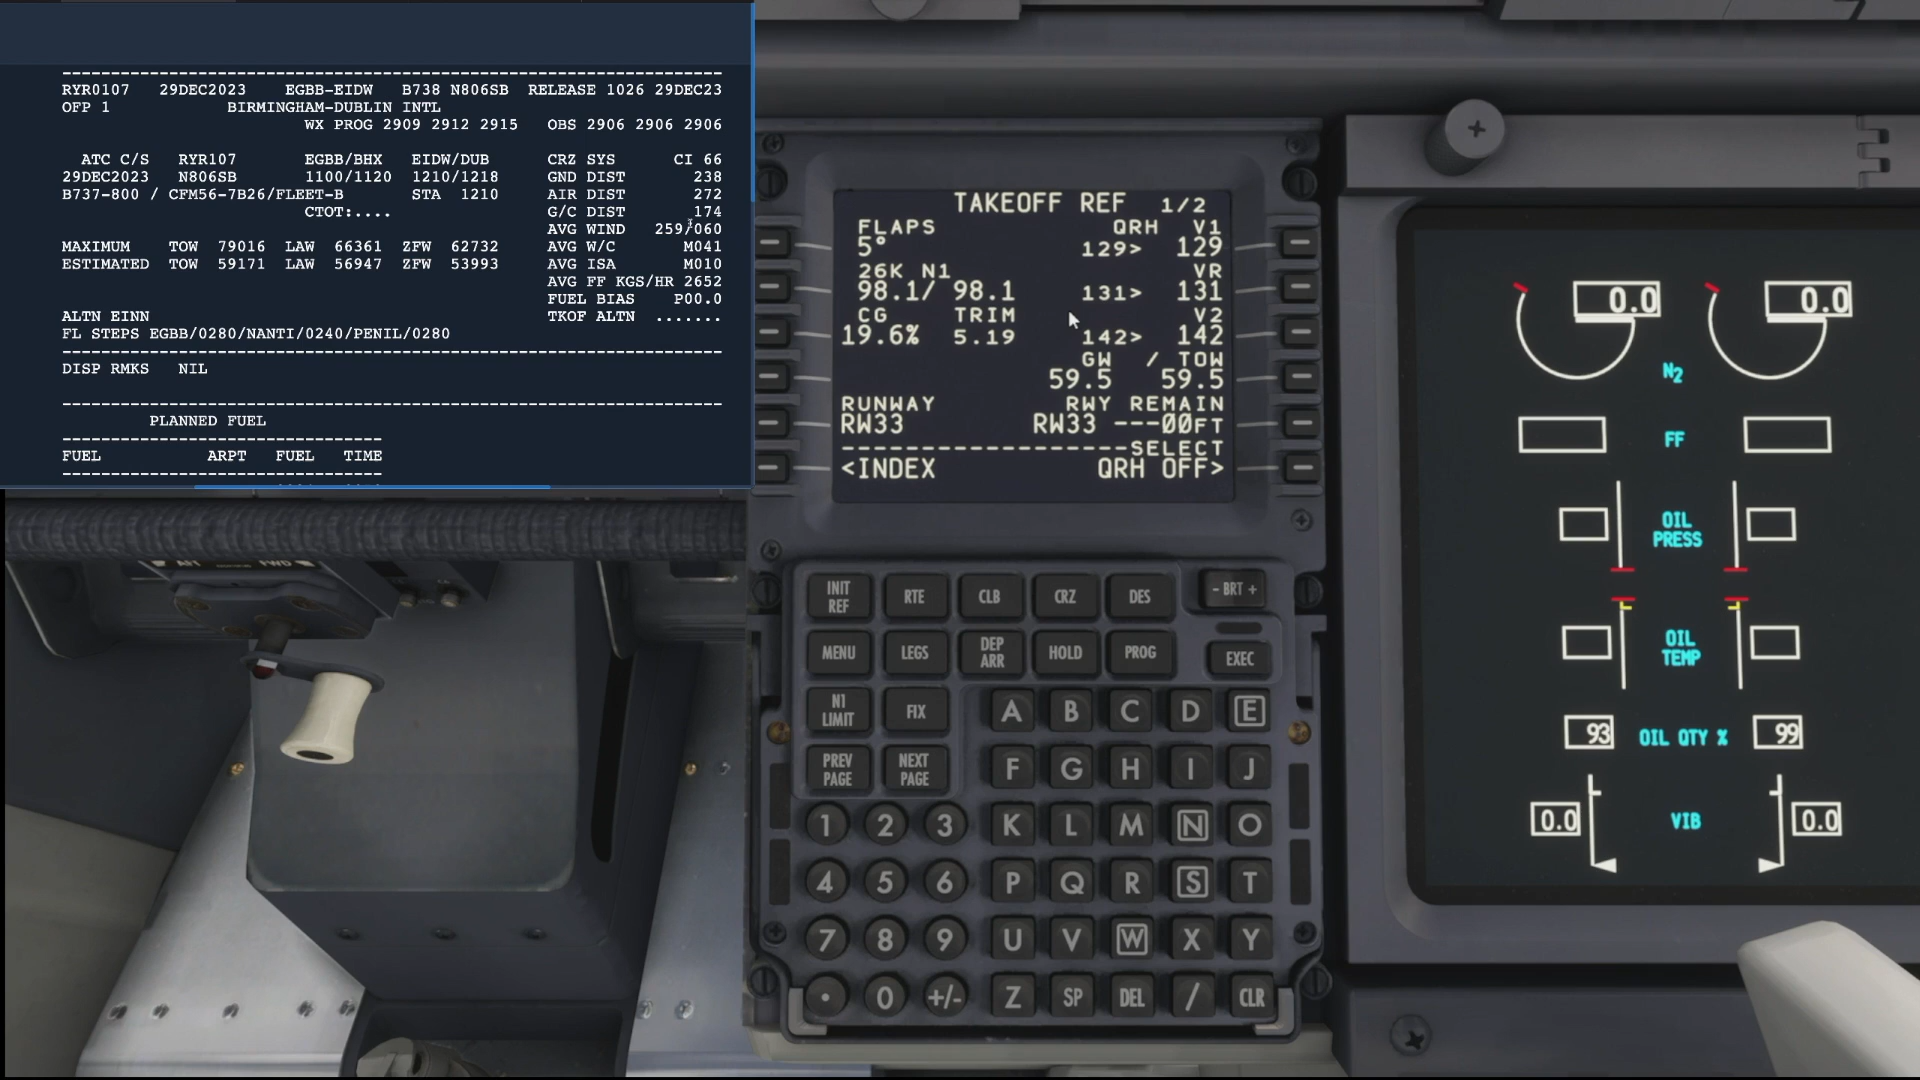 RYR0107 29DEC2023 EGBB-EIDW B738 N806SB RELEASE 1026 29DEC23
OFP 1 BIRMINGHAM-DUBLIN INTL
WX PROG 2909 2912 2915 OBS 2906 2906 2906
ATC C/S RYR107 EGBB/BHX EIDW/DUB CRZ SYS CI 66
29DEC2023 N806SB 1100/1120 1210/1218 GND DIST 238
B737-800 / CFM56-7B26/FLEET-B STA 1210 AIR DIST 272
CTOT:.... G/C DIST 174
AVG WIND 259/060
MAXIMUM TOW 79016 LAW 66361 ZFW 62732 AVG W/C M041
ESTIMATED TOW 59171 LAW 56947 ZFW 53993 AVG ISA M010
AVG FF KGS/HR 2652
FUEL BIAS P00.0
ALTN EINN TKOF ALTN .......
FL STEPS EGBB/0280/NANTI/0240/PENIL/0280
DISP RMKS NIL
PLANNED FUEL
FUEL ARPT FUEL TIME
TAKEOFF REF 1/2
FLAPS QRH V1
5° 129> 129
26K N1 VR
98.1/ 98.1 131> 131
CG TRIM V2
19.6% 5.19 142> 142
GW / TOW
59.5 59.5
RUNWAY RWY REMAIN
RW33 RW33 ---00FT
--------------------SELECT
<INDEX QRH OFF>
INIT REF RTE CLB CRZ DES - BRT +
MENU LEGS DEP ARR HOLD PROG EXEC
N1 LIMIT FIX A B C D E
PREV PAGE NEXT PAGE F G H I J
1 2 3 K L M N O
4 5 6 P Q R S T
7 8 9 U V W X Y
. 0 +/- Z SP DEL / CLR
0.0 0.0
N2
FF
OIL PRESS
OIL TEMP
93 OIL QTY % 99
0.0 VIB 0.0
AFT FWD